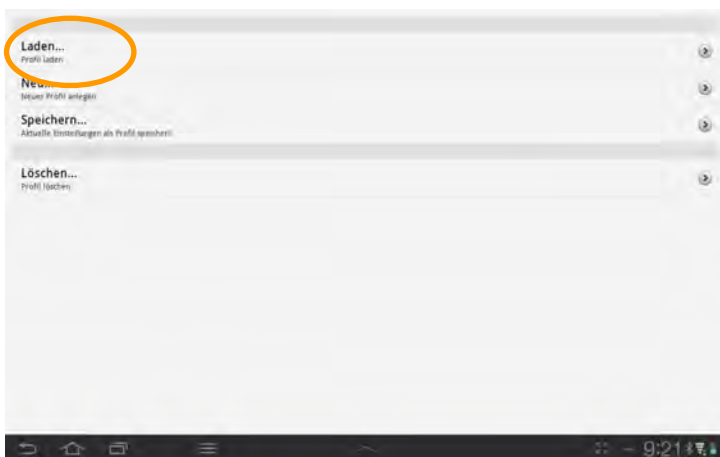 Laden...
Profil laden
Neu...
Neues Profil anlegen
Speichern...
Aktuelle Einstellungen als Profil speichern
Löschen...
Profil löschen
9:21